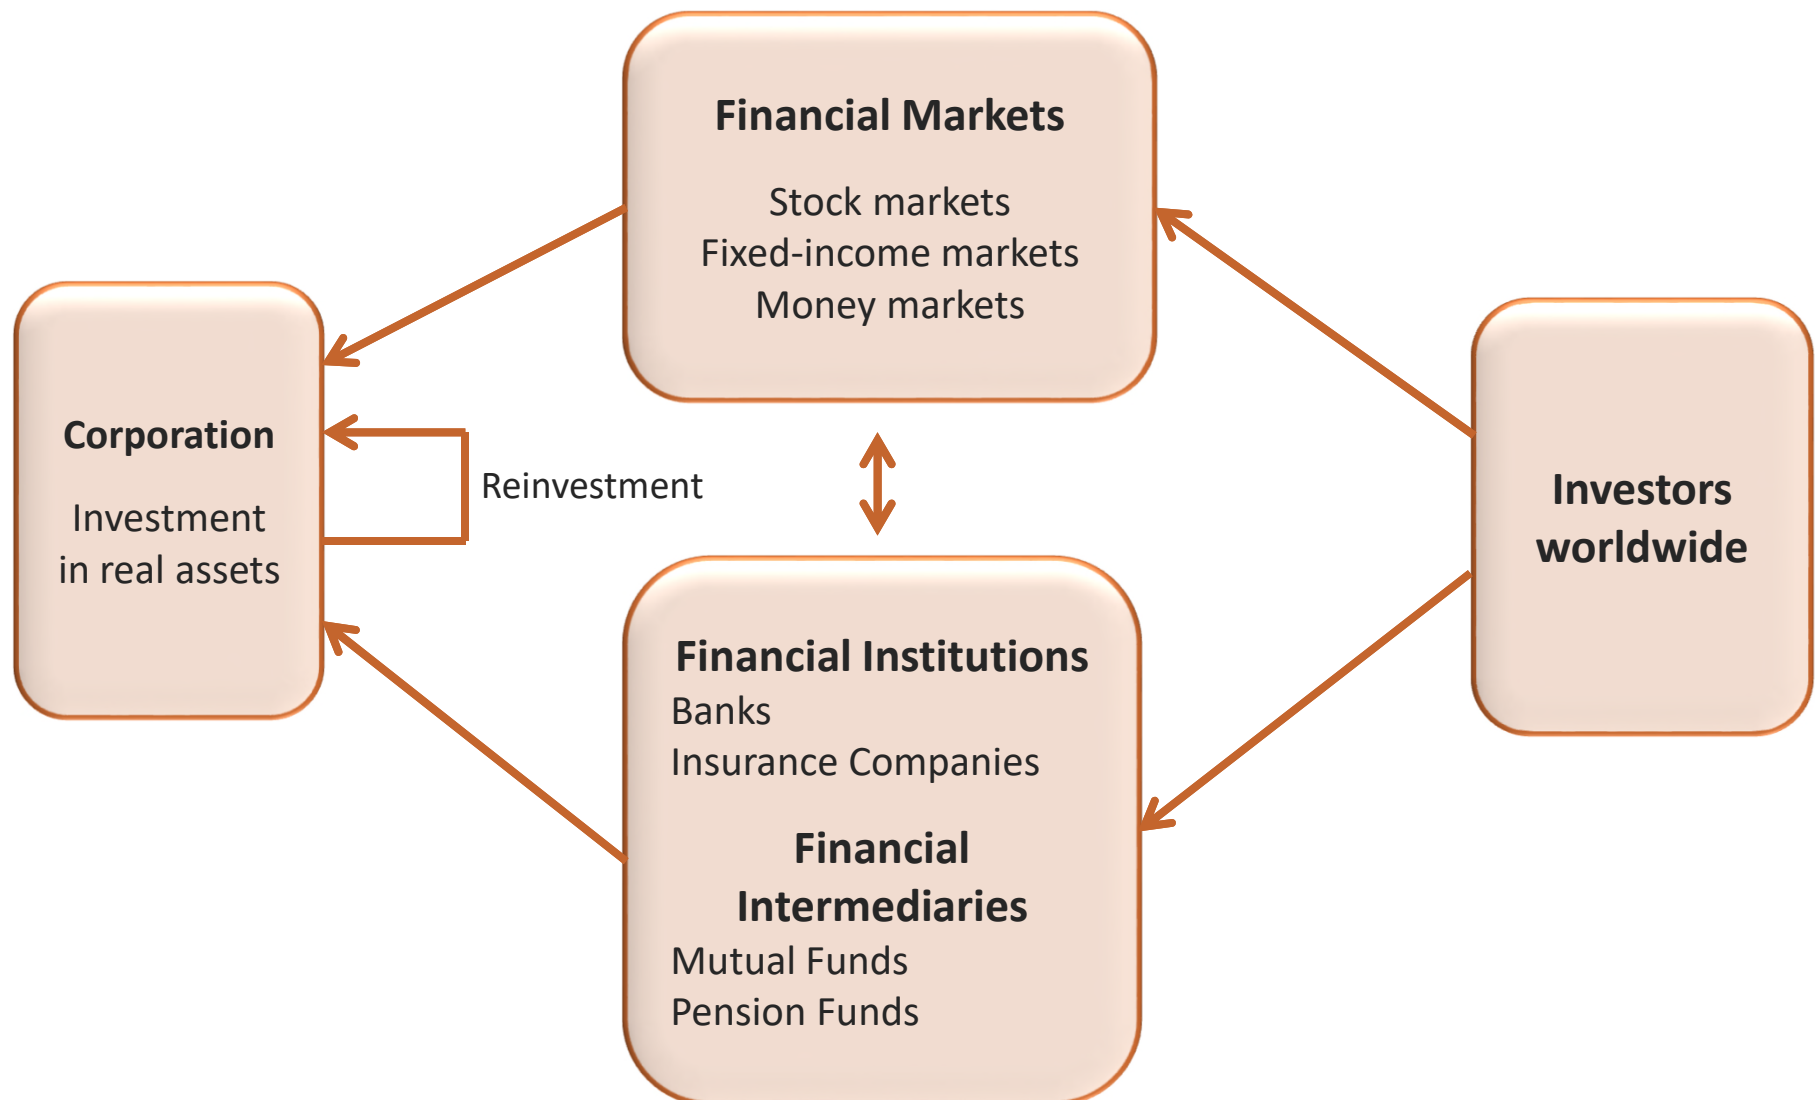 Financial Markets
Stock markets
Fixed-income markets
Money markets
Corporation
Investment
in real assets
Reinvestment
Investors
worldwide
Financial Institutions
Banks
Insurance Companies
Financial
Intermediaries
Mutual Funds
Pension Funds